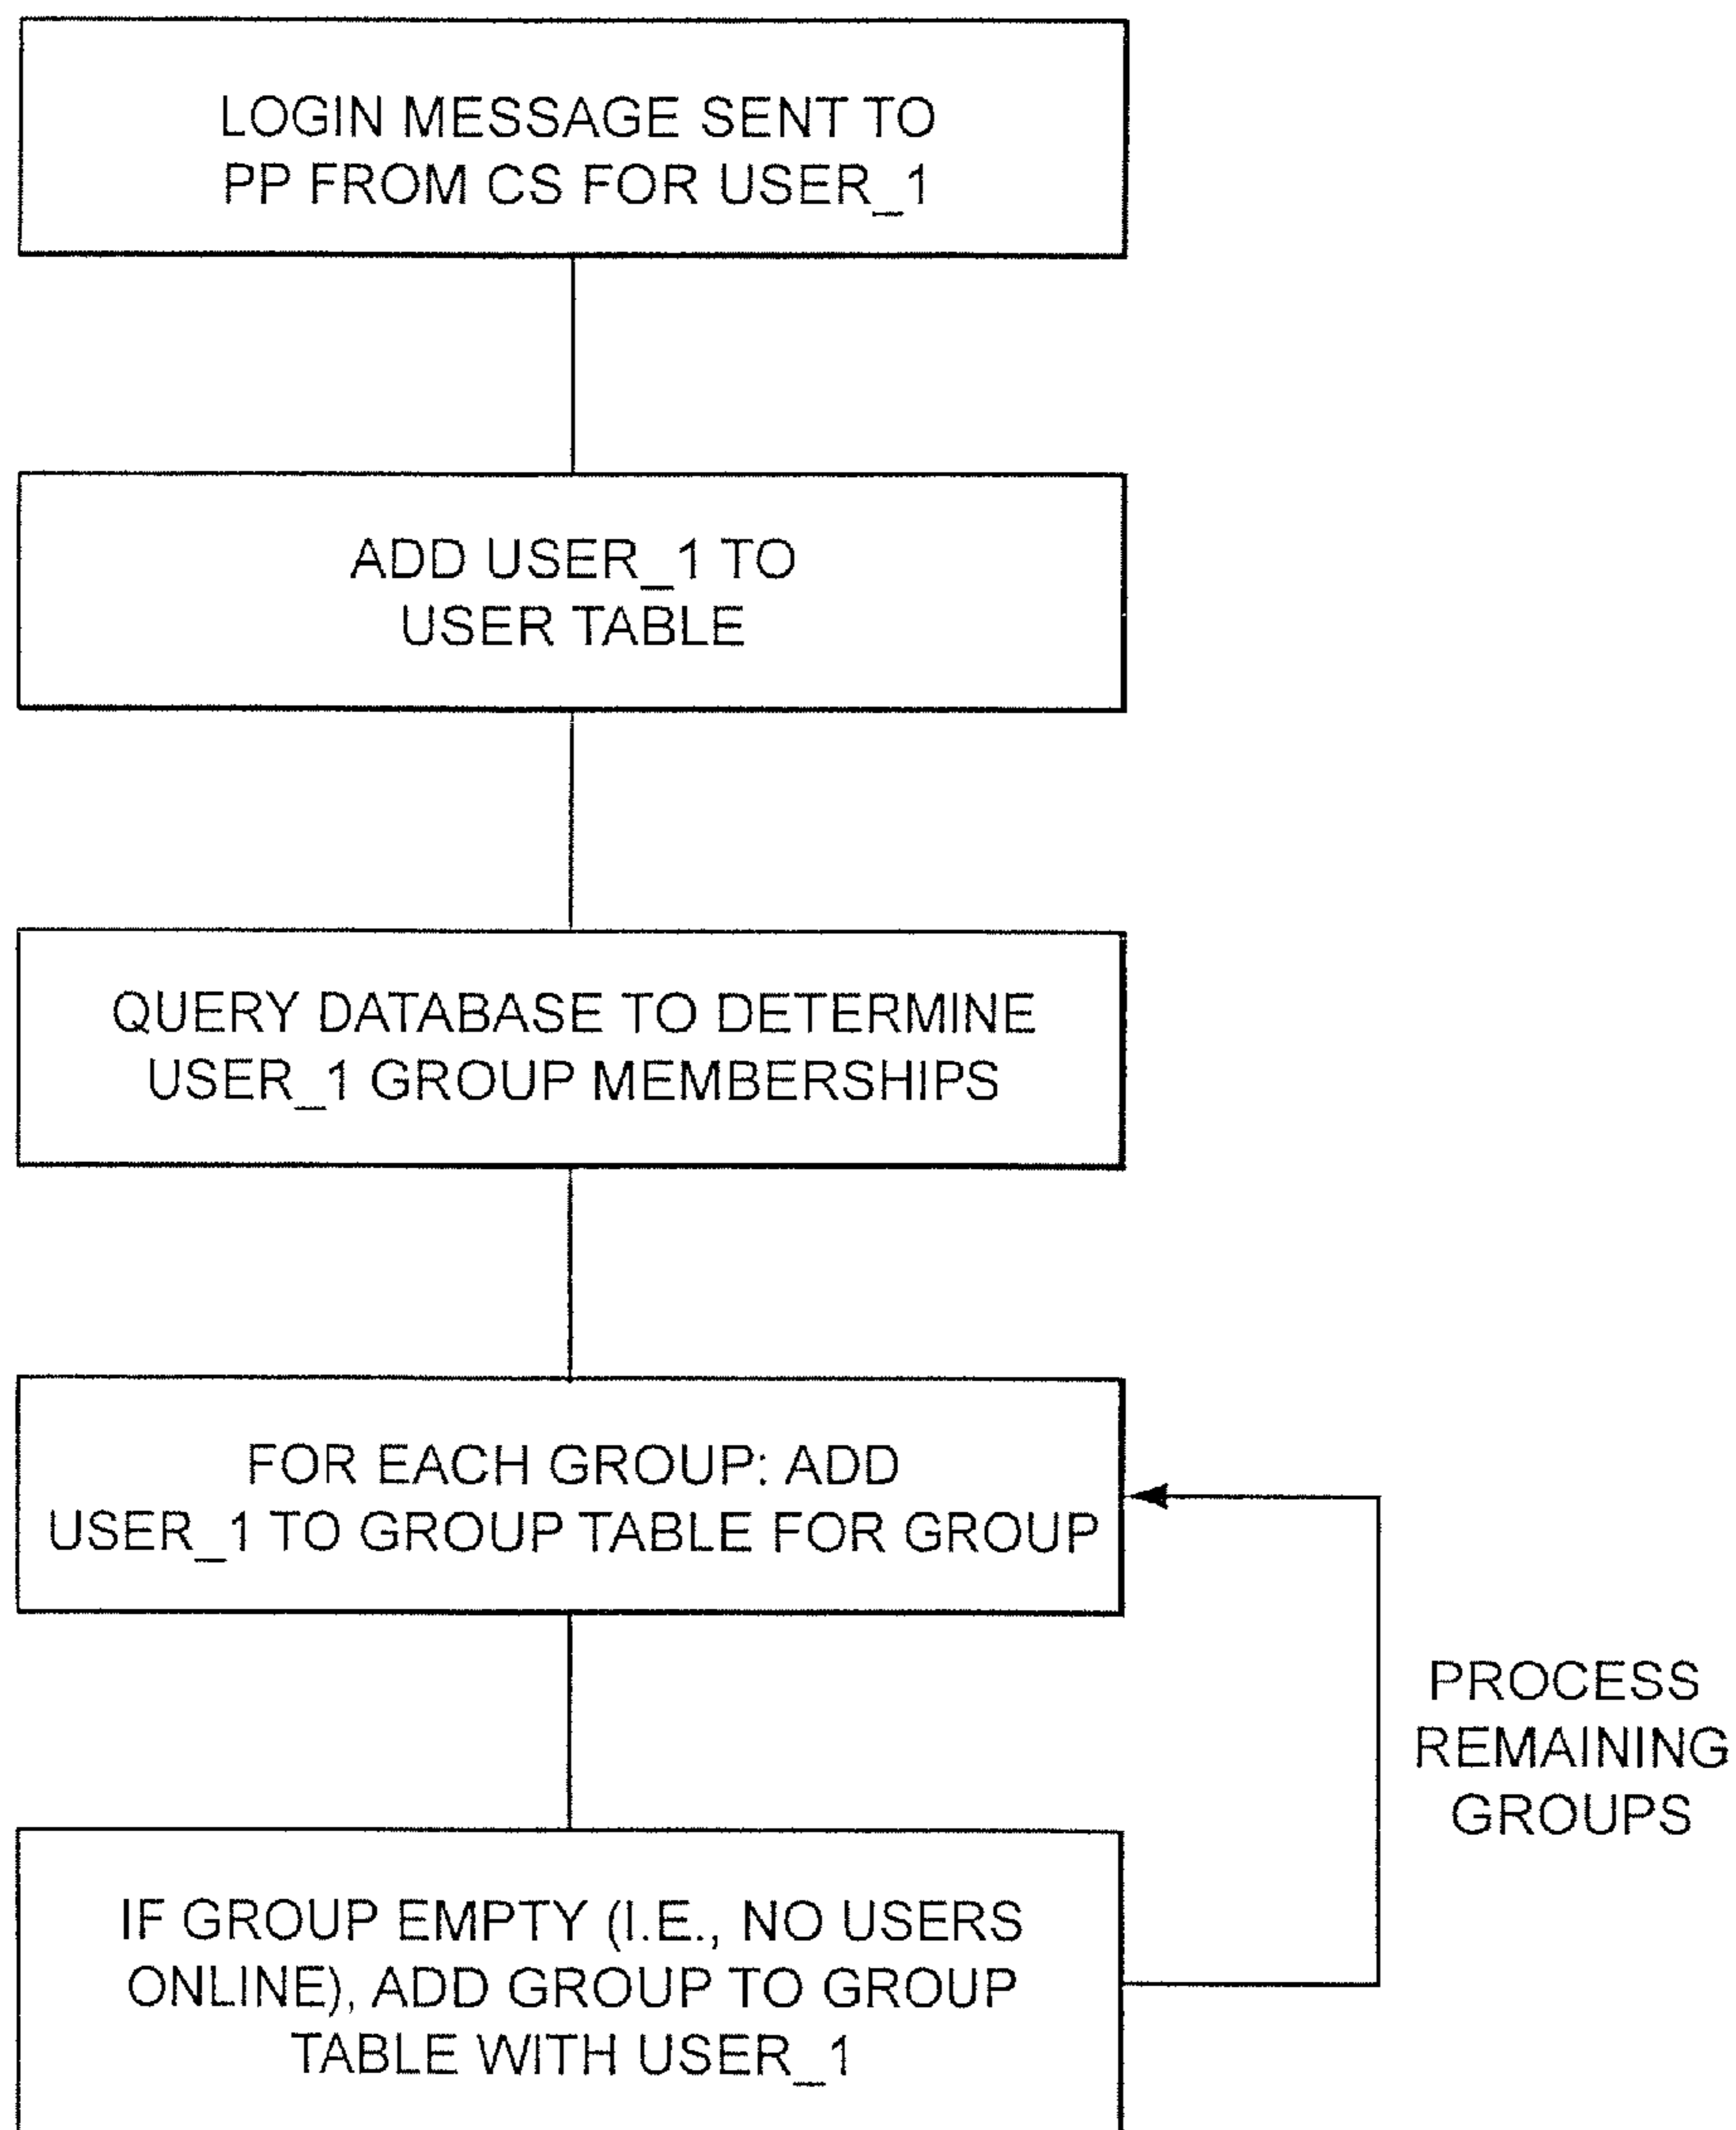 LOGIN MESSAGE SENT TO
PP FROM CS FOR USER_1
ADD USER_1 TO
USER TABLE
QUERY DATABASE TO DETERMINE
USER_1 GROUP MEMBERSHIPS
FOR EACH GROUP: ADD
USER_1 TO GROUP TABLE FOR GROUP
PROCESS
REMAINING
GROUPS
IF GROUP EMPTY (I.E., NO USERS
ONLINE), ADD GROUP TO GROUP
TABLE WITH USER_1